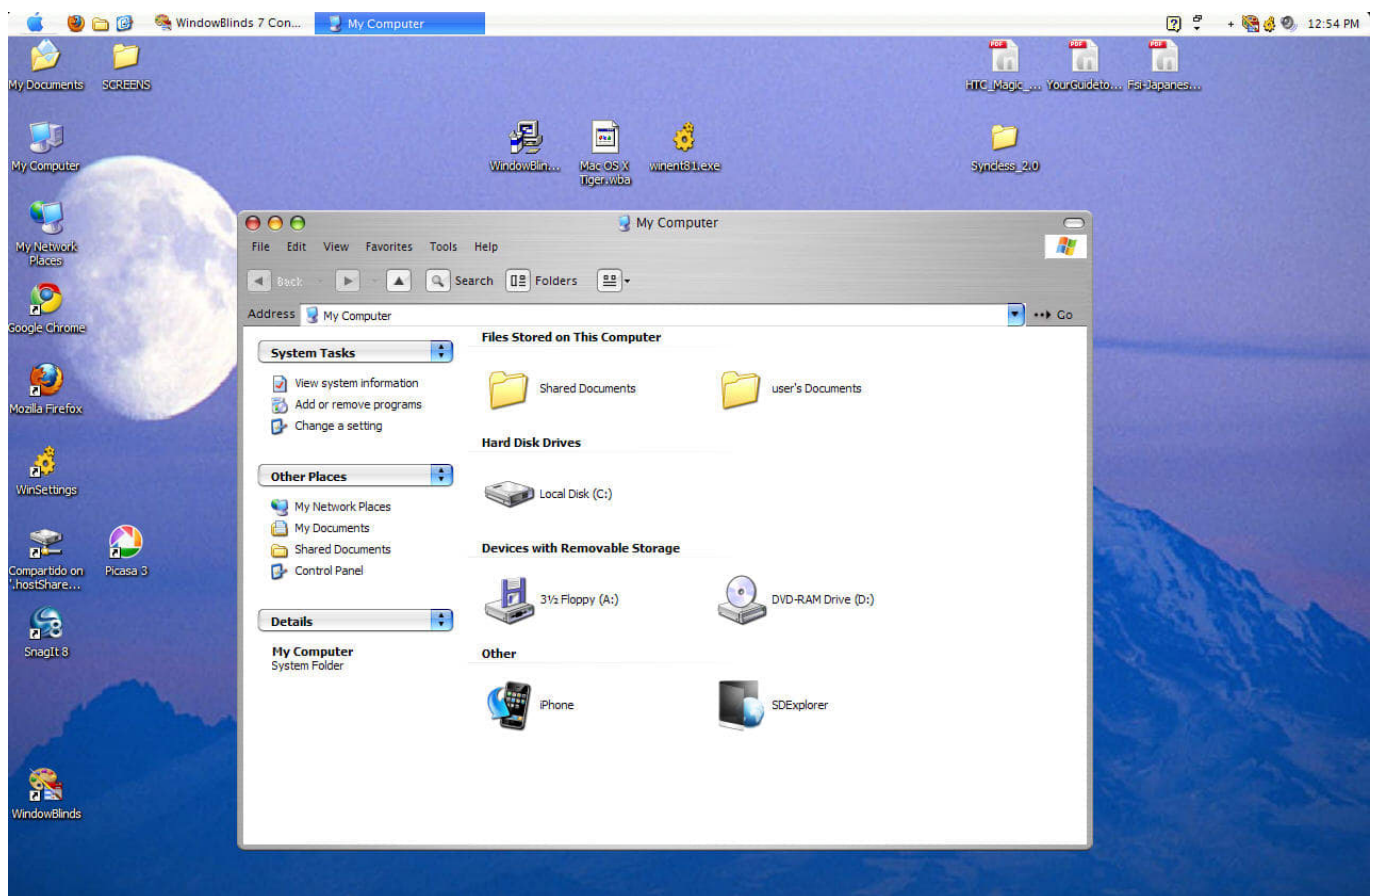 WindowBlinds 7 Con...
My Computer
12:54 PM
My Documents
SCREENS
PDF
PDF
PDF
HTC_Magic_...
YourGuideto...
Fsi-Japanes...
My Computer
WindowBlin...
Mac OS X
Tiger.wba
winent81.exe
Syndess_2.0
My Network
Places
Google Chrome
Mozilla Firefox
WinSettings
Compartido on
'.hostShare...
Picasa 3
SnagIt 8
WindowBlinds
My Computer
File Edit View Favorites Tools Help
Back Search Folders
Address My Computer Go
System Tasks
View system information
Add or remove programs
Change a setting
Other Places
My Network Places
My Documents
Shared Documents
Control Panel
Details
My Computer
System Folder
Files Stored on This Computer
Shared Documents
user's Documents
Hard Disk Drives
Local Disk (C:)
Devices with Removable Storage
3½ Floppy (A:)
DVD-RAM Drive (D:)
Other
iPhone
SDExplorer